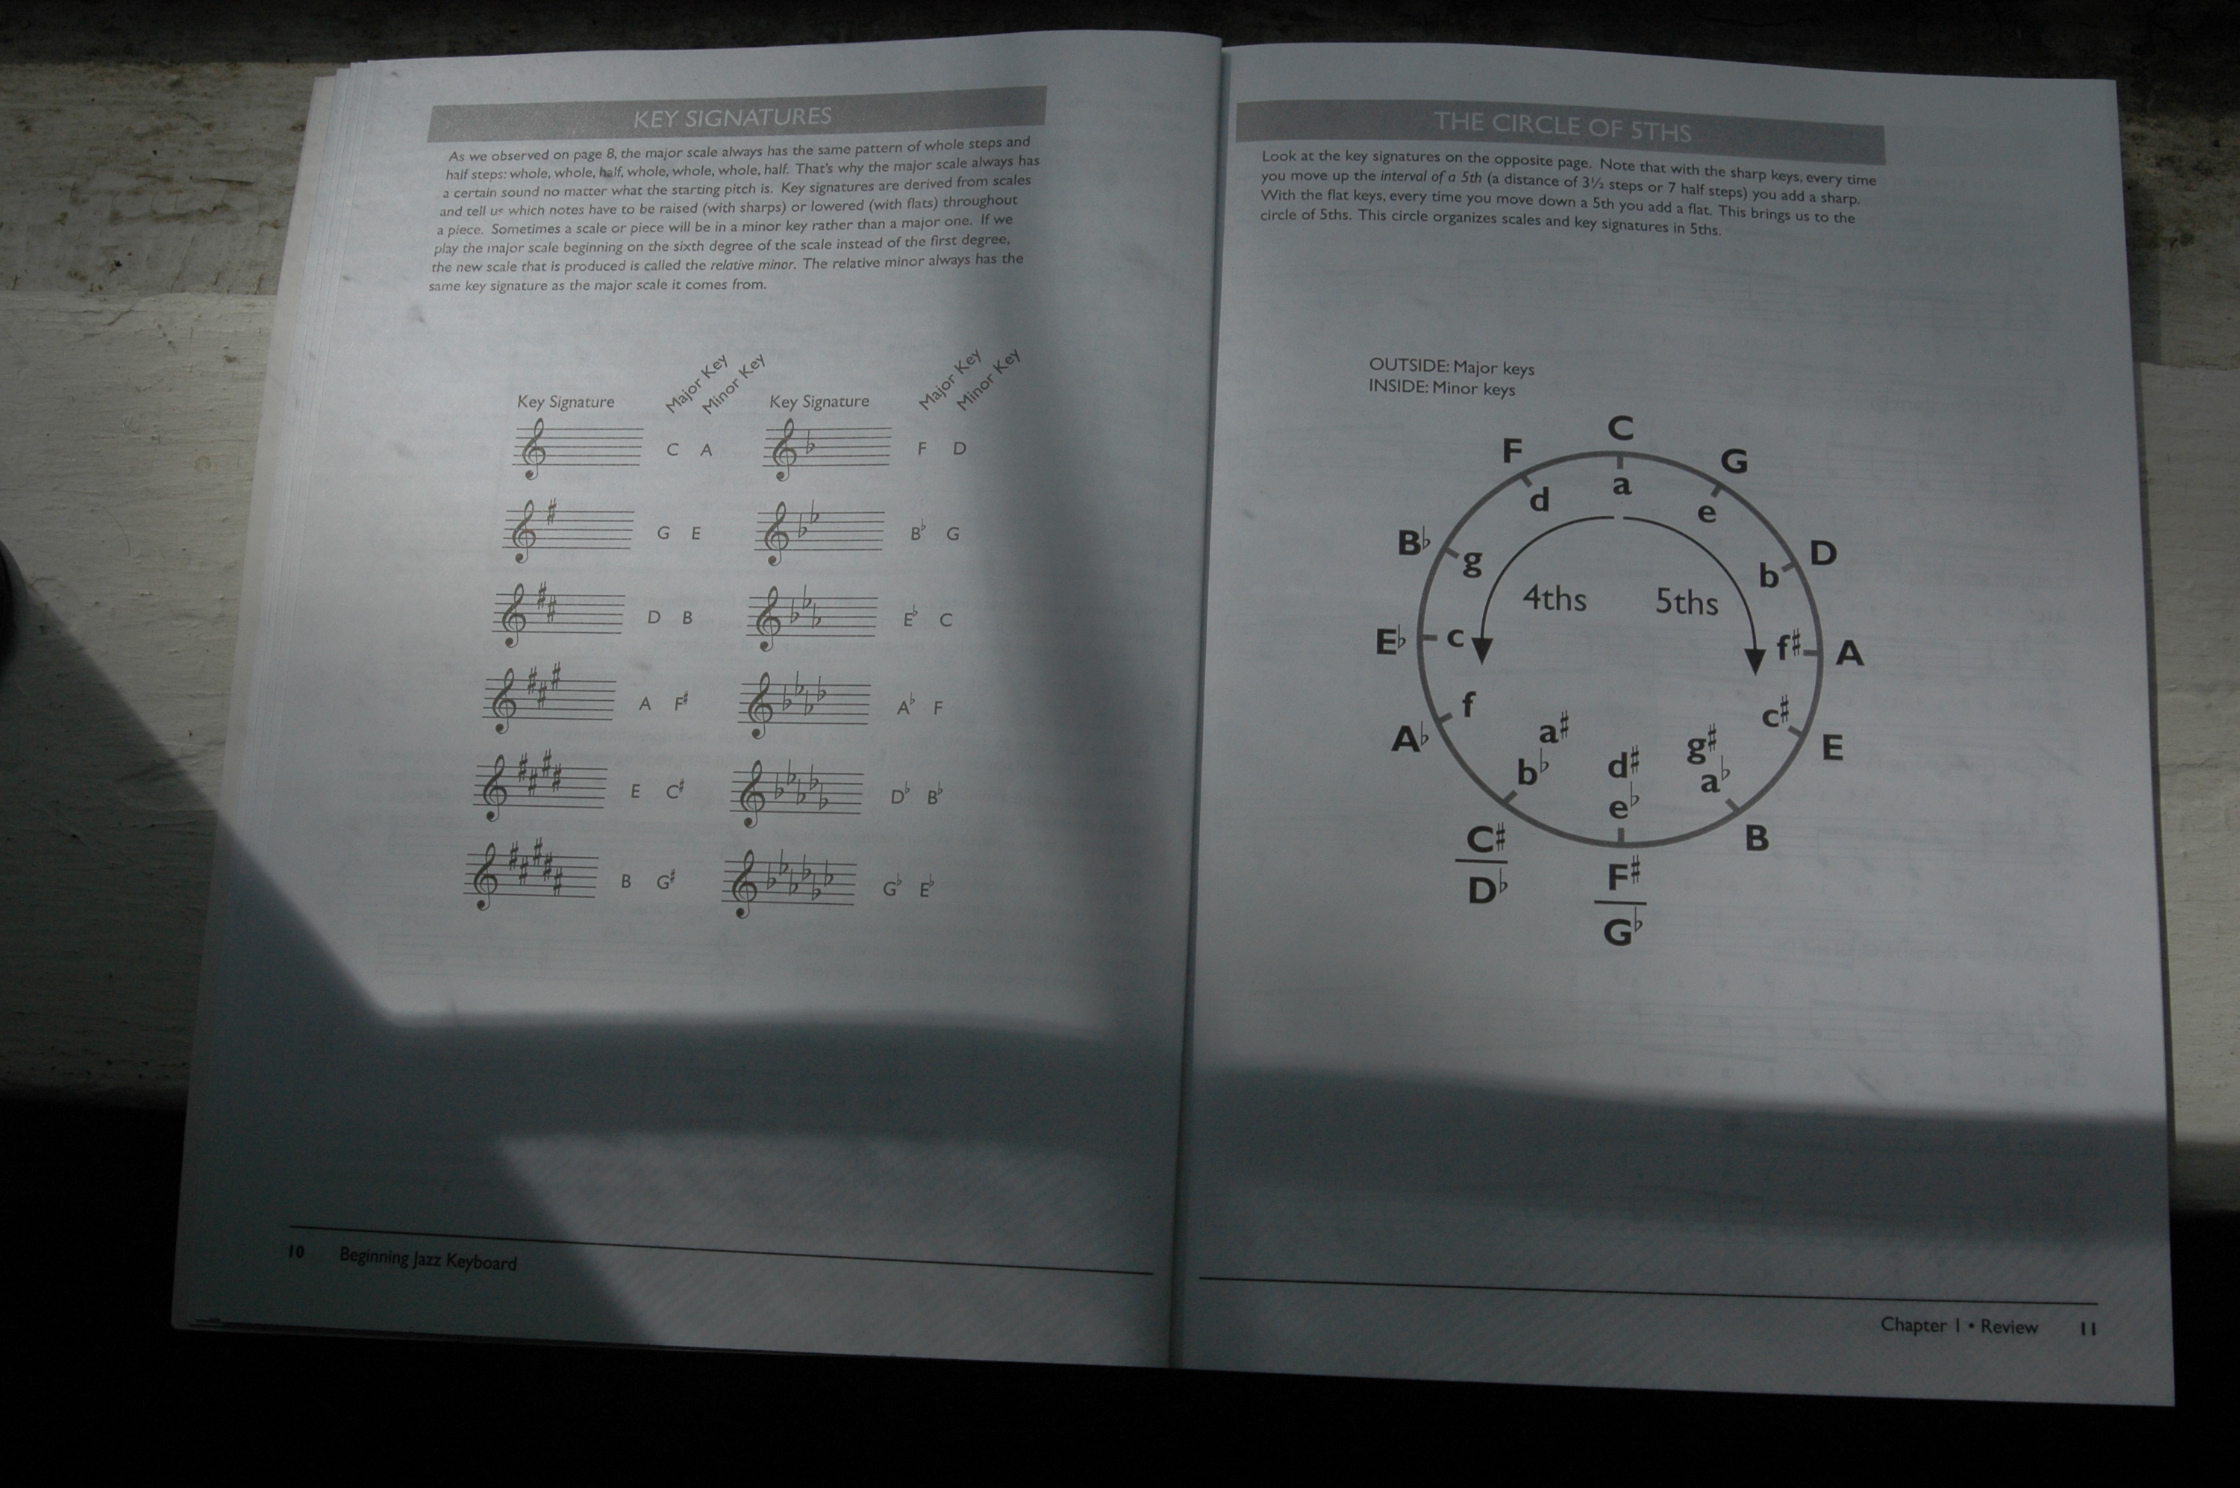 KEY SIGNATURES
As we observed on page 8, the major scale always has the same pattern of whole steps and
half steps: whole, whole, half, whole, whole, whole, half. That's why the major scale always has
a certain sound no matter what the starting pitch is. Key signatures are derived from scales
and tell us which notes have to be raised (with sharps) or lowered (with flats) throughout
a piece. Sometimes a scale or piece will be in a minor key rather than a major one. If we
play the major scale beginning on the sixth degree of the scale instead of the first degree,
the new scale that is produced is called the relative minor. The relative minor always has the
same key signature as the major scale it comes from.
Key Signature Major Key Minor Key Key Signature Major Key Minor Key
C A F D
G E B♭ G
D B E♭ C
A F♯ A♭ F
E C♯ D♭ B♭
B G♯ G♭ E♭
10 Beginning Jazz Keyboard
THE CIRCLE OF 5THS
Look at the key signatures on the opposite page. Note that with the sharp keys, every time
you move up the interval of a 5th (a distance of 3½ steps or 7 half steps) you add a sharp.
With the flat keys, every time you move down a 5th you add a flat. This brings us to the
circle of 5ths. This circle organizes scales and key signatures in 5ths.
OUTSIDE: Major keys
INSIDE: Minor keys
C
F G
d a e
B♭ D
g b
4ths 5ths
E♭ c f♯ A
f c♯
A♭ E
a♯ d♯ g♯
b♭ e♭ a♭
C♯ F♯ B
D♭ G♭
Chapter 1 • Review 11